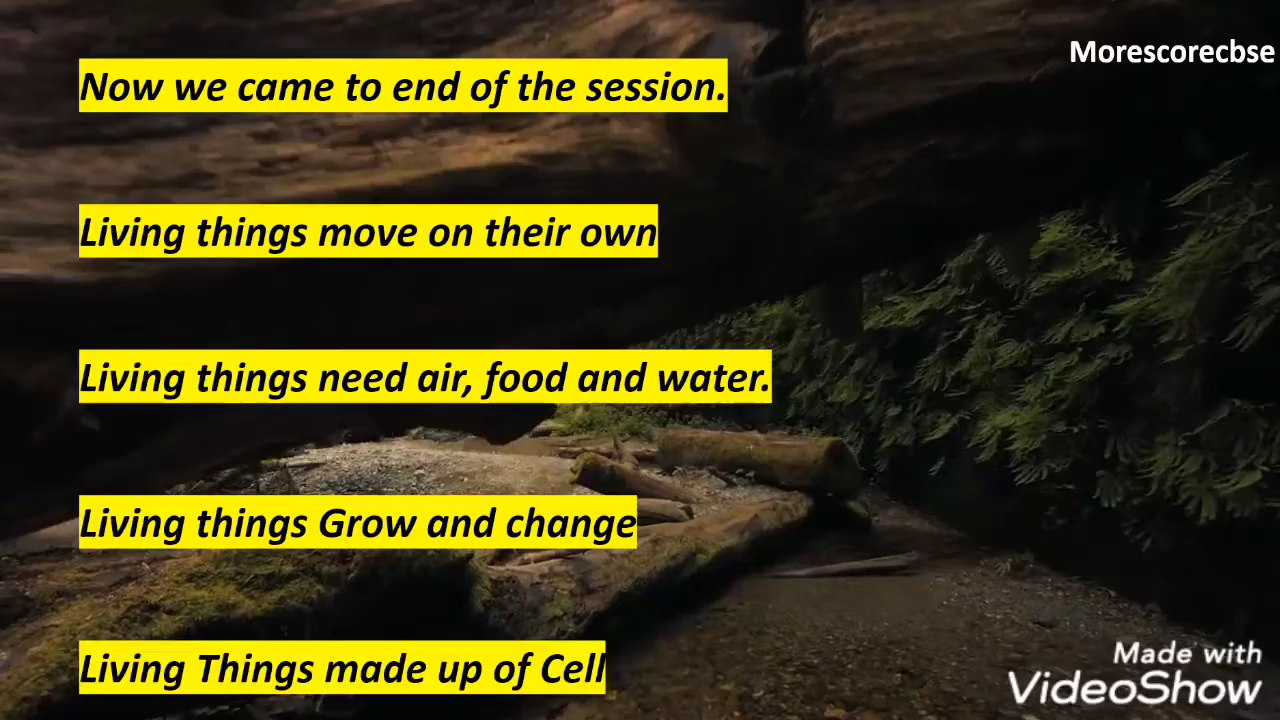 Morescorecbse
Now we came to end of the session.
Living things move on their own
Living things need air, food and water.
Living things Grow and change
Living Things made up of Cell
Made with
VideoShow